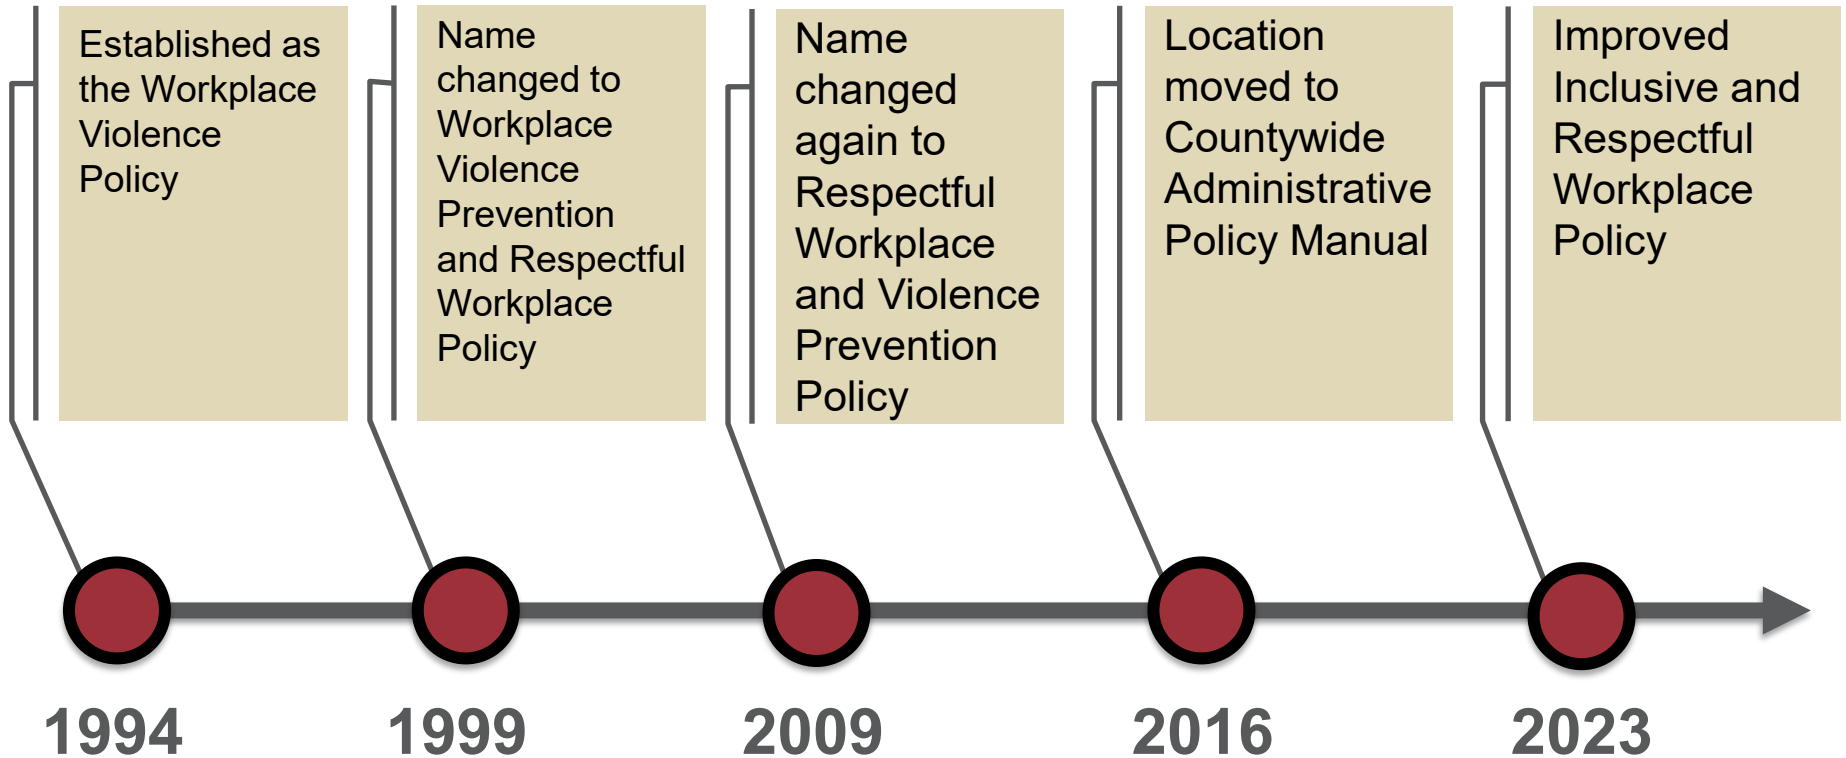 Established as
the Workplace
Violence
Policy
Name
changed to
Workplace
Violence
Prevention
and Respectful
Workplace
Policy
Name
changed
again to
Respectful
Workplace
and Violence
Prevention
Policy
Location
moved to
Countywide
Administrative
Policy Manual
Improved
Inclusive and
Respectful
Workplace
Policy
1994
1999
2009
2016
2023